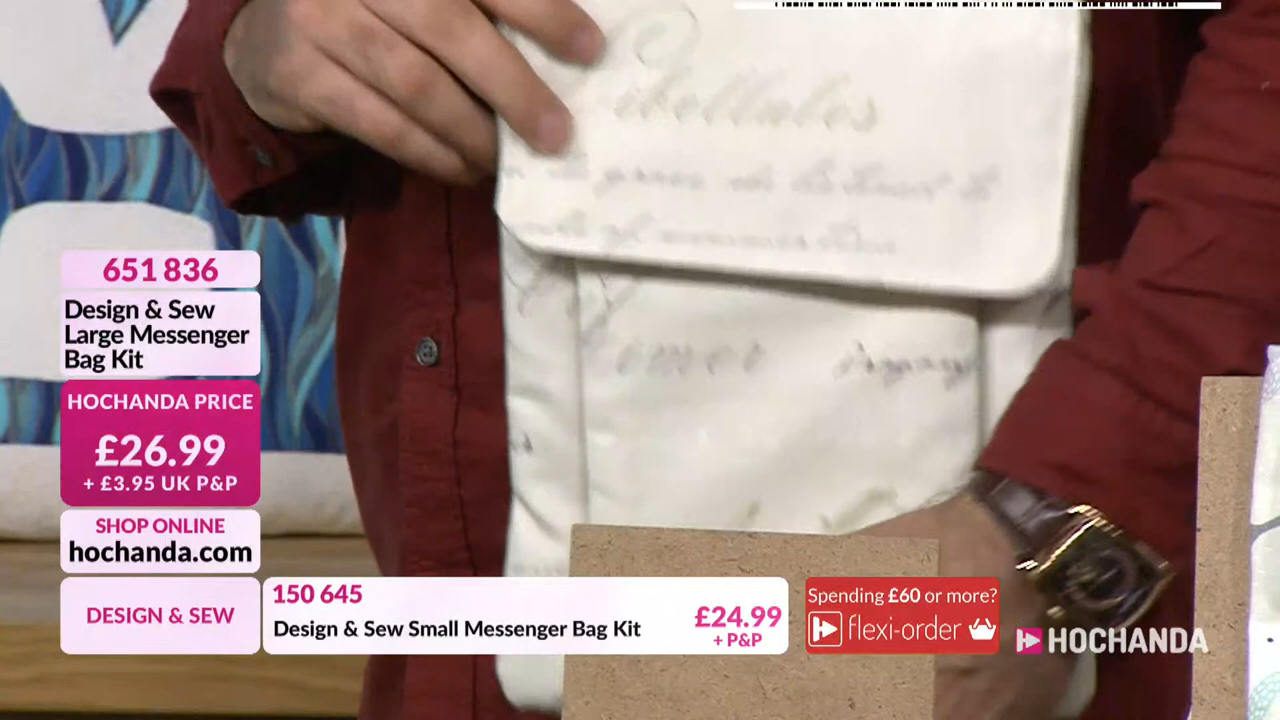 651 836
Design & Sew
Large Messenger
Bag Kit
HOCHANDA PRICE
£26.99
+ £3.95 UK P&P
SHOP ONLINE
hochanda.com
DESIGN & SEW
150 645
Design & Sew Small Messenger Bag Kit
£24.99
+ P&P
Spending £60 or more?
flexi-order
HOCHANDA